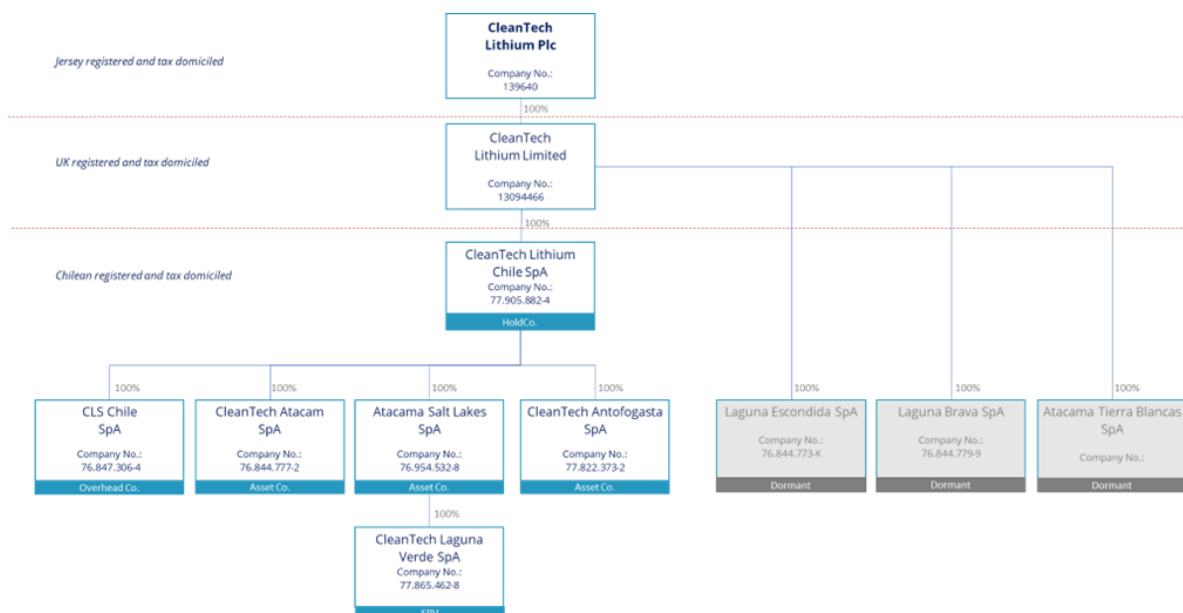 CleanTech
Lithium Plc
Company No.:
139640
Jersey registered and tax domiciled
100%
CleanTech
Lithium Limited
Company No.:
13094466
UK registered and tax domiciled
100%
CleanTech Lithium
Chile SpA
Company No.:
77.905.882-4
HoldCo.
Chilean registered and tax domiciled
100%
100%
100%
100%
100%
100%
100%
CLS Chile
SpA
Company No.:
76.847.306-4
Overhead Co.
CleanTech Atacam
SpA
Company No.:
76.844.777-2
Asset Co.
Atacama Salt Lakes
SpA
Company No.:
76.954.532-8
Asset Co.
CleanTech Antofogasta
SpA
Company No.:
77.822.373-2
Asset Co.
Laguna Escondida SpA
Company No.:
76.844.773-K
Dormant
Laguna Brava SpA
Company No.:
76.844.779-9
Dormant
Atacama Tierra Blancas
SpA
Company No.:
Dormant
100%
CleanTech Laguna
Verde SpA
Company No.:
77.865.462-8